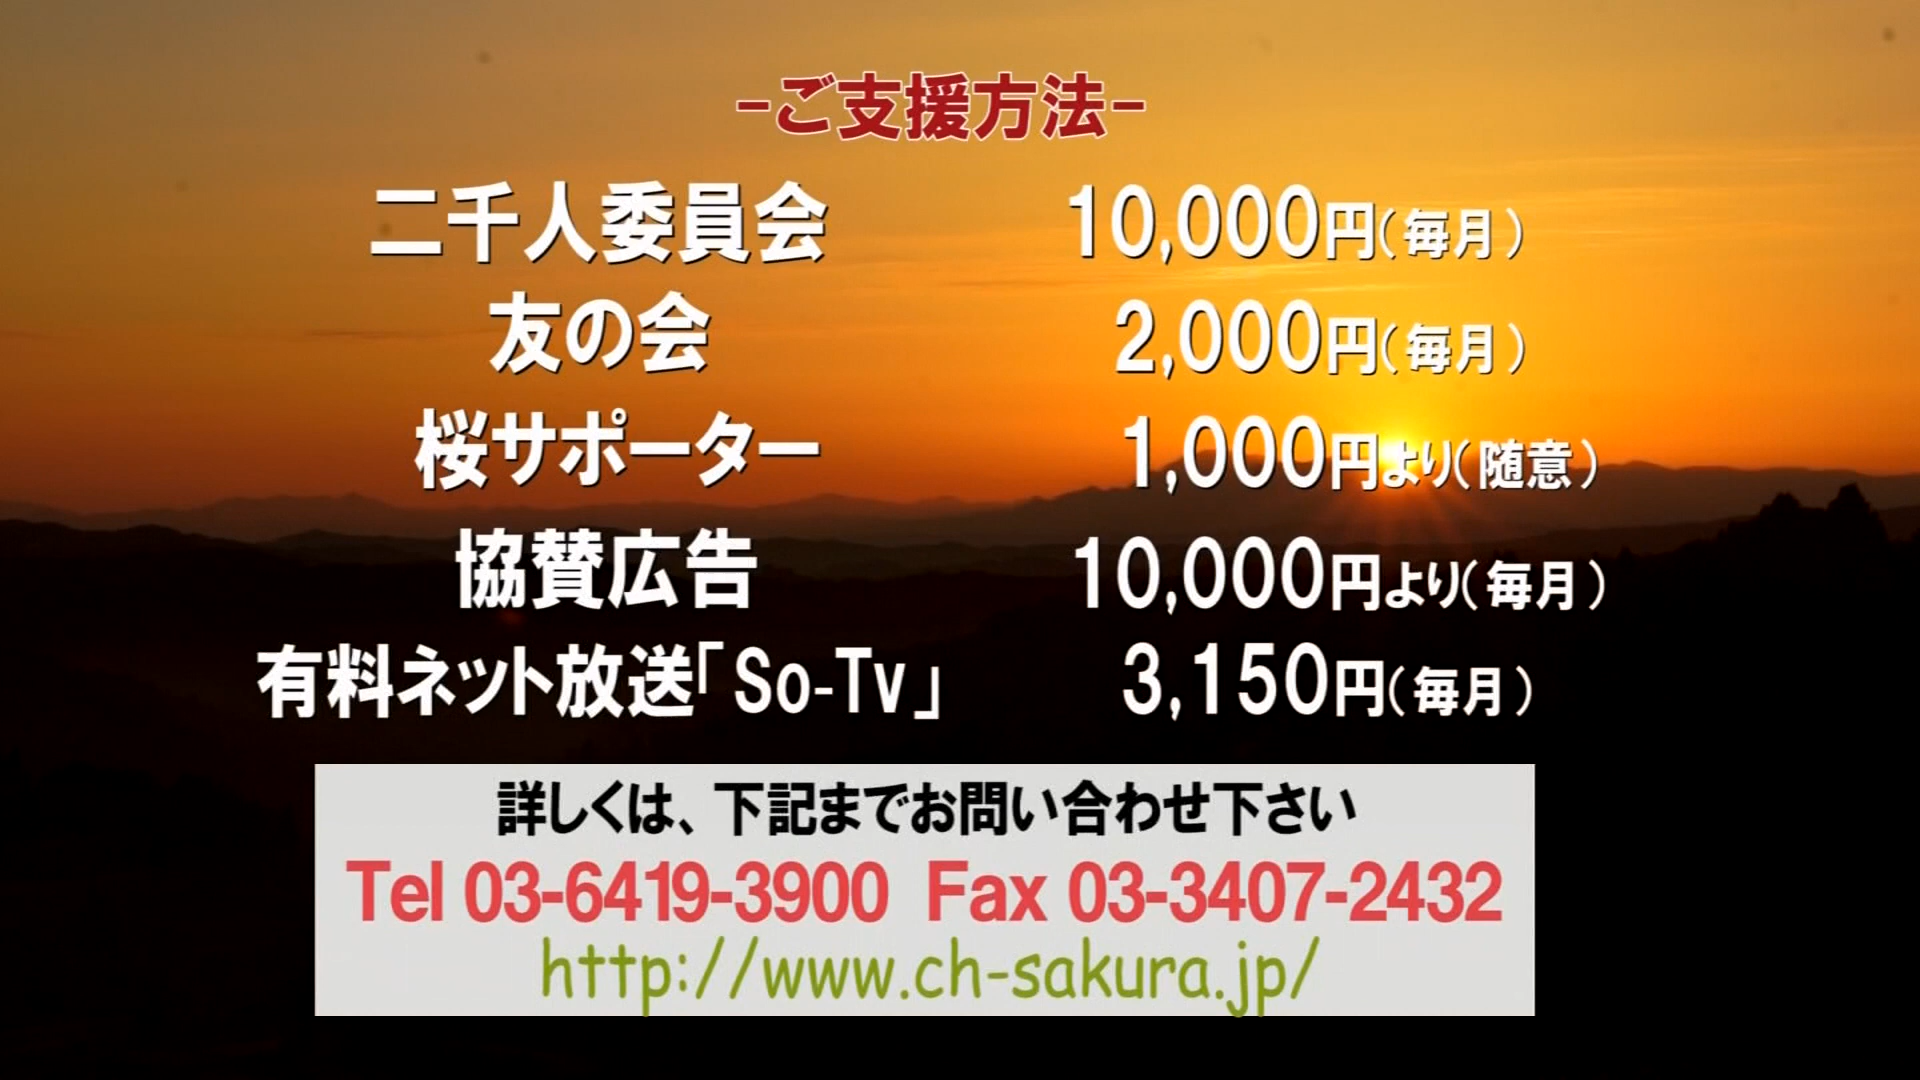 -ご支援方法-
二千人委員会 10,000円(毎月)
友の会 2,000円(毎月)
桜サポーター 1,000円より(随意)
協賛広告 10,000円より(毎月)
有料ネット放送「So-Tv」 3,150円(毎月)
詳しくは、下記までお問い合わせ下さい
Tel 03-6419-3900 Fax 03-3407-2432
http://www.ch-sakura.jp/